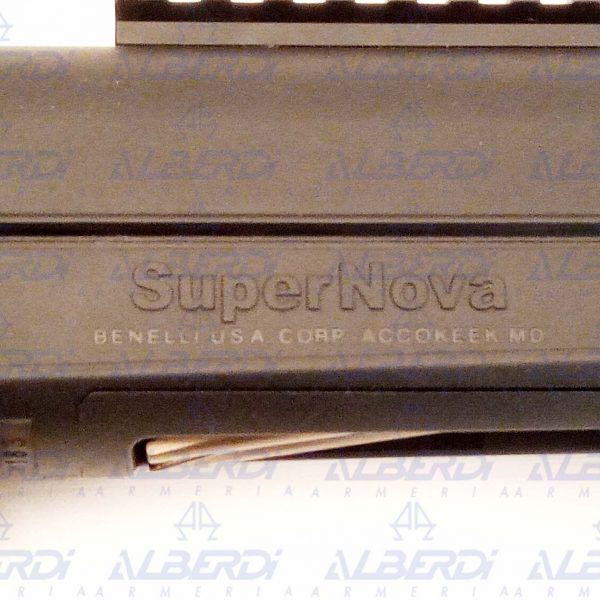 SuperNova
BENELLI USA. CORP. ACCOKEEK MD
ALBERDI
ARMERIA